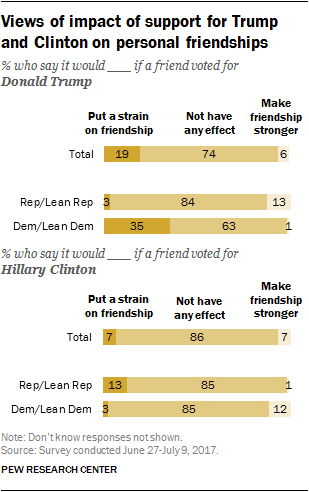 Views of impact of support for Trump
and Clinton on personal friendships
% who say it would ___ if a friend voted for
Donald Trump
Put a strain on friendship Not have any effect Make friendship stronger
Total 19 74 6
Rep/Lean Rep 3 84 13
Dem/Lean Dem 35 63 1
% who say it would ___ if a friend voted for
Hillary Clinton
Put a strain on friendship Not have any effect Make friendship stronger
Total 7 86 7
Rep/Lean Rep 13 85 1
Dem/Lean Dem 3 85 12
Note: Don't know responses not shown.
Source: Survey conducted June 27-July 9, 2017.
PEW RESEARCH CENTER